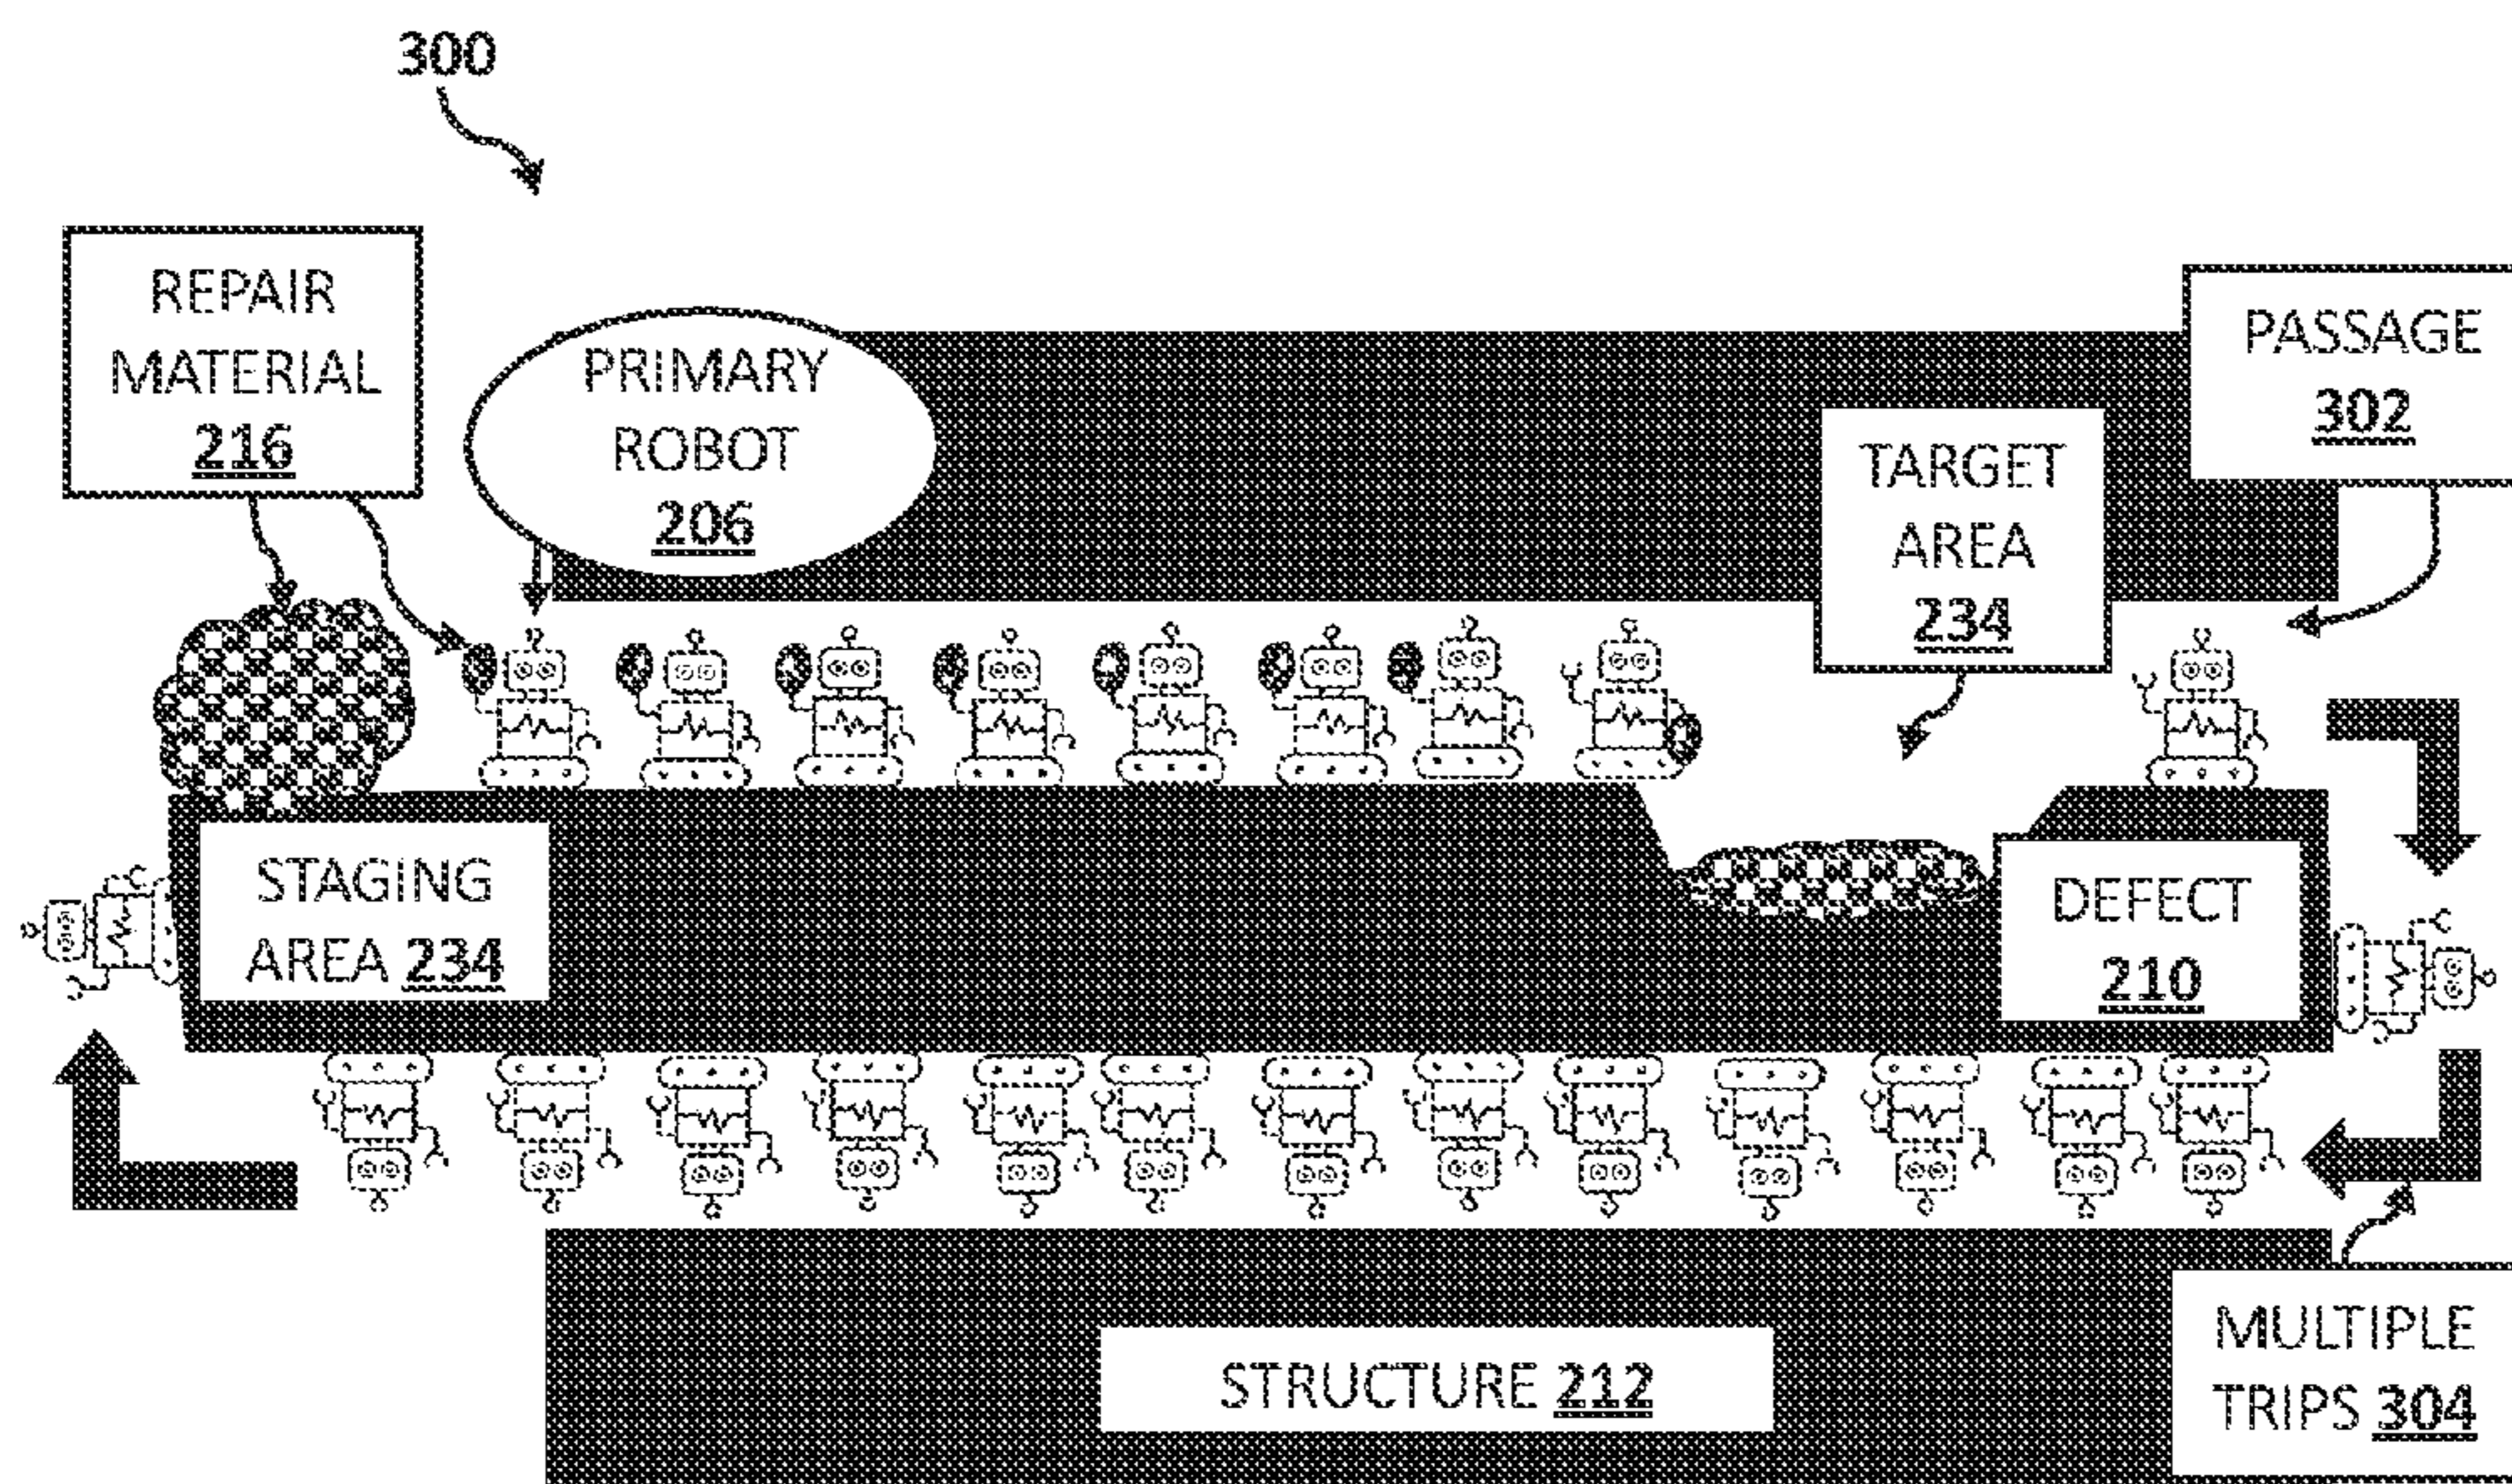 300
REPAIR
MATERIAL
216
PRIMARY
ROBOT
206
TARGET
AREA
234
PASSAGE
302
STAGING
AREA 234
DEFECT
210
STRUCTURE 212
MULTIPLE
TRIPS 304